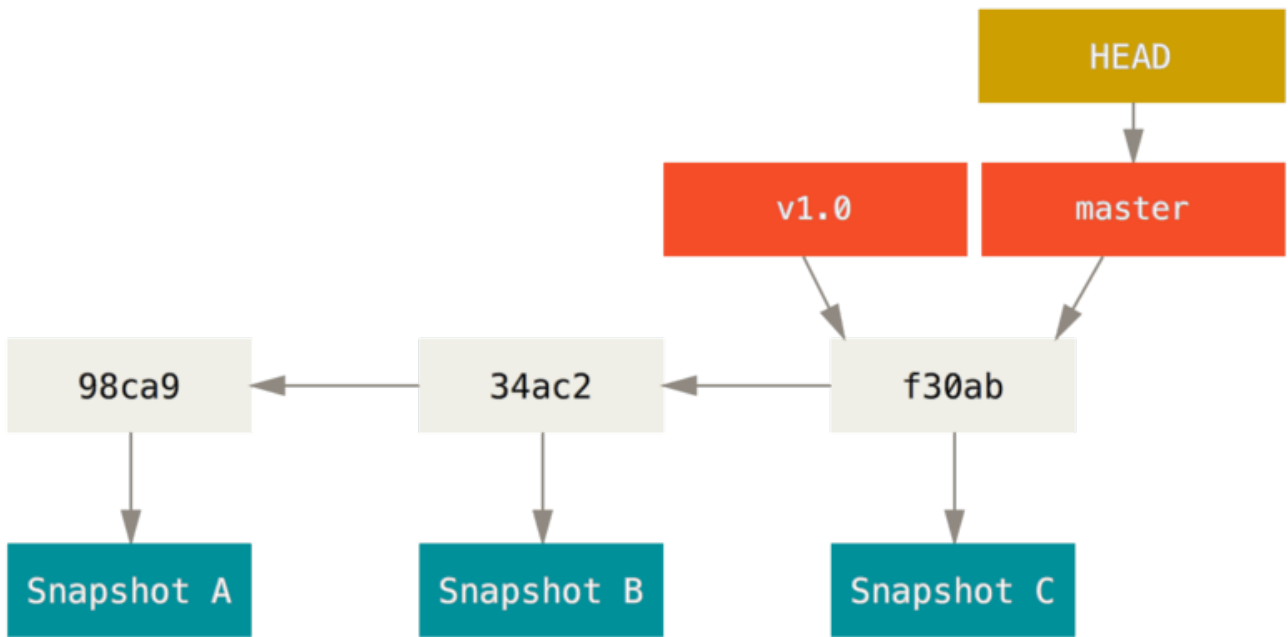 HEAD
v1.0
master
98ca9
34ac2
f30ab
Snapshot A
Snapshot B
Snapshot C